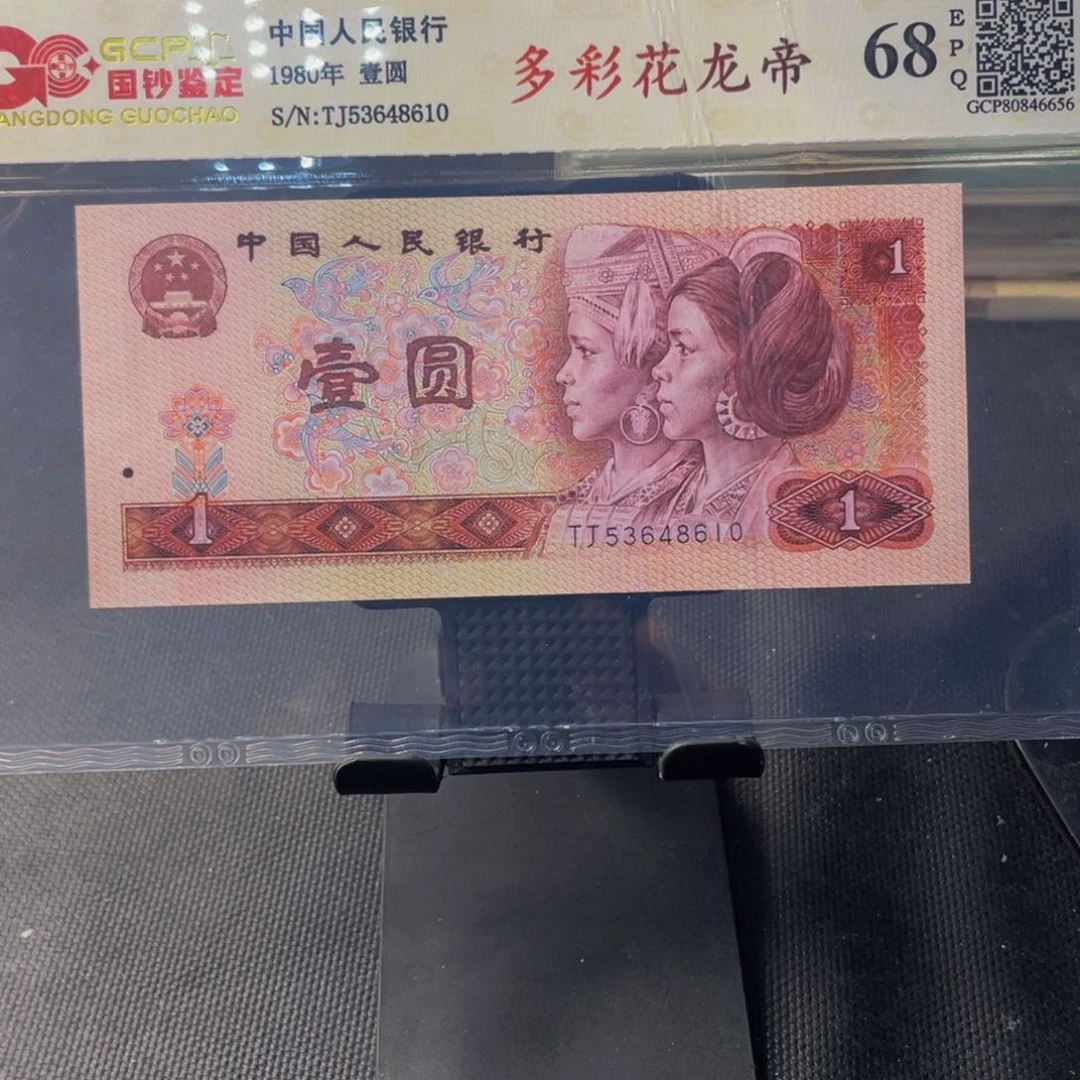 GCP
国钞鉴定
ANGDONG GUOCHAO
中国人民银行
1980年 壹圆
S/N:TJ53648610
多彩花龙帝
68
EPQ
GCP80846656
中国人民银行
1
壹圆
1
1
TJ53648610